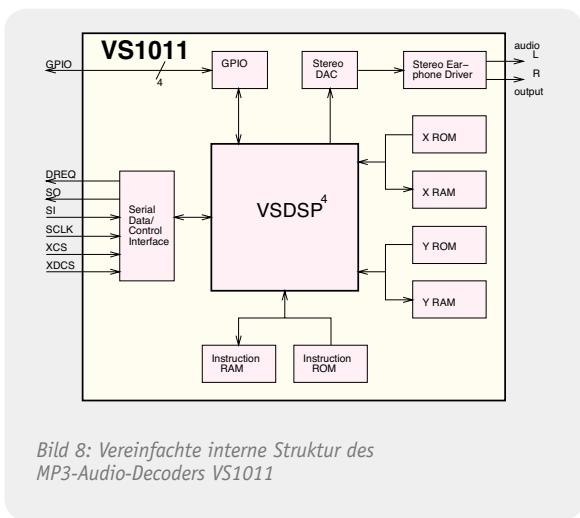 VS1011
GPIO
4
GPIO
Stereo
DAC
Stereo Ear–
phone Driver
audio
L
R
output
X ROM
X RAM
DREQ
SO
SI
SCLK
XCS
XDCS
Serial
Data/
Control
Interface
VSDSP4
Y ROM
Y RAM
Instruction
RAM
Instruction
ROM
Bild 8: Vereinfachte interne Struktur des
MP3-Audio-Decoders VS1011